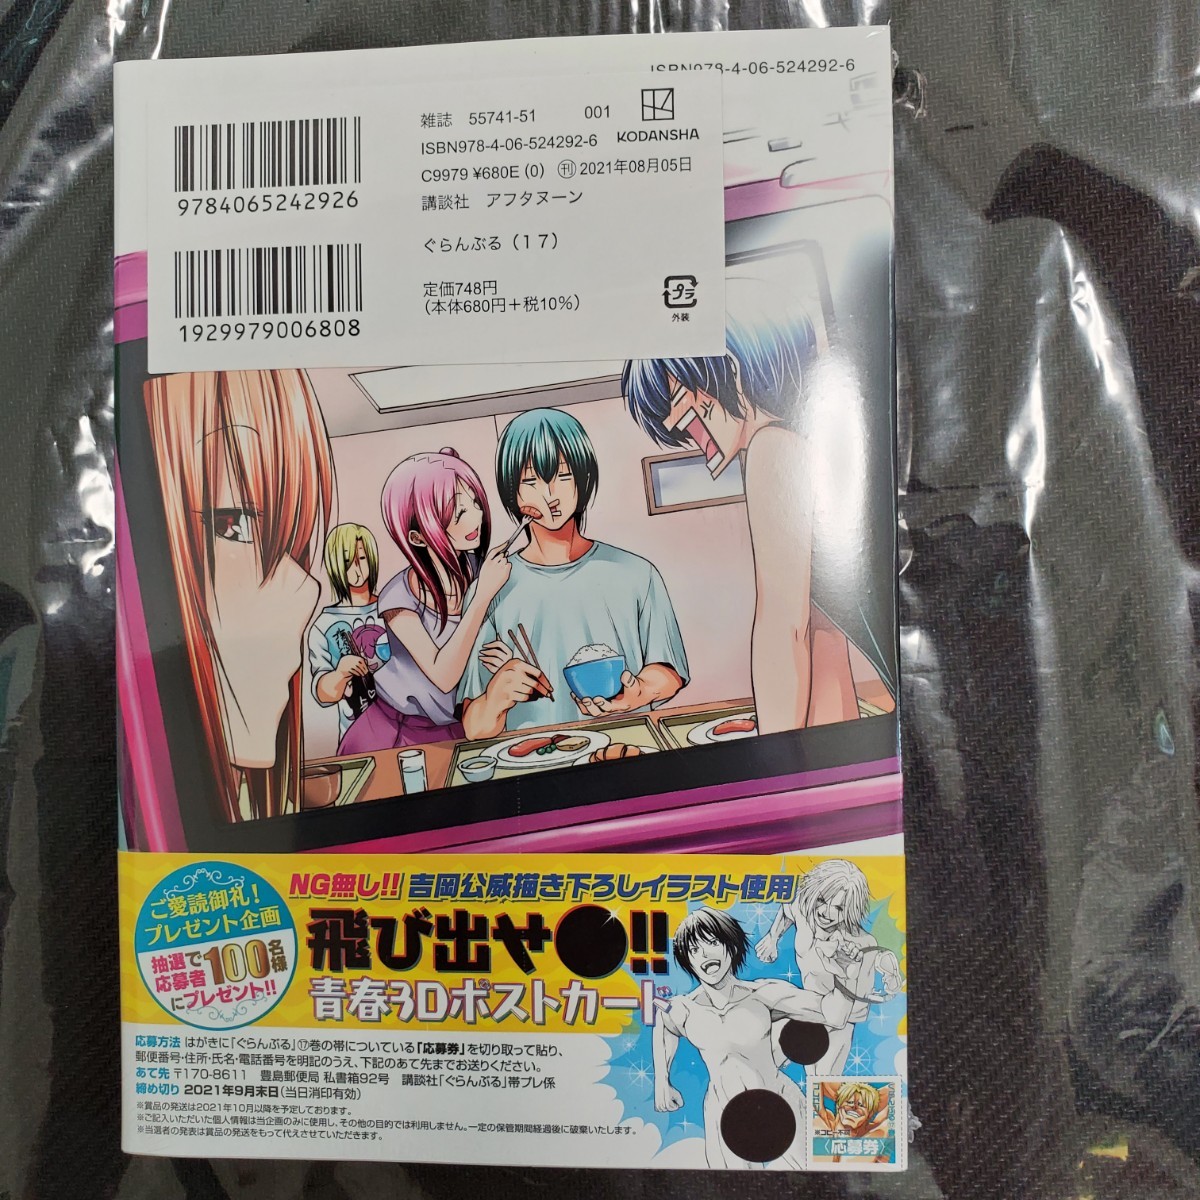 ISBN978-4-06-524292-6
雑誌 55741-51 001
KODANSHA
ISBN978-4-06-524292-6
C9979 ¥680E (0) ㊞ 2021年08月05日
講談社 アフタヌーン
9784065242926
ぐらんぶる（１７）
定価748円
（本体680円＋税10%）
プラ
外装
1929979006808
ご愛読御礼！
プレゼント企画
抽選で
応募者
100名様
にプレゼント!!
NG無し!! 吉岡公威描き下ろしイラスト使用
飛び出せ●!!
青春3Dポストカード
応募方法 はがきに「ぐらんぶる」⑰巻の帯についている「応募券」を切り取って貼り、
郵便番号・住所・氏名・電話番号を明記のうえ、下記のあて先までお送りください。
あて先 〒170-8611 豊島郵便局 私書箱92号 講談社「ぐらんぶる」帯プレ係
締め切り 2021年9月末日(当日消印有効)
※賞品の発送は2021年10月以降を予定しております。
※ご記入いただいた個人情報は当企画のみに使用し、その他の目的では利用しません。一定の保管期間経過後に破棄いたします。
※当選者の発表は賞品の発送をもって代えさせていただきます。
※コピー不可
〈応募券〉